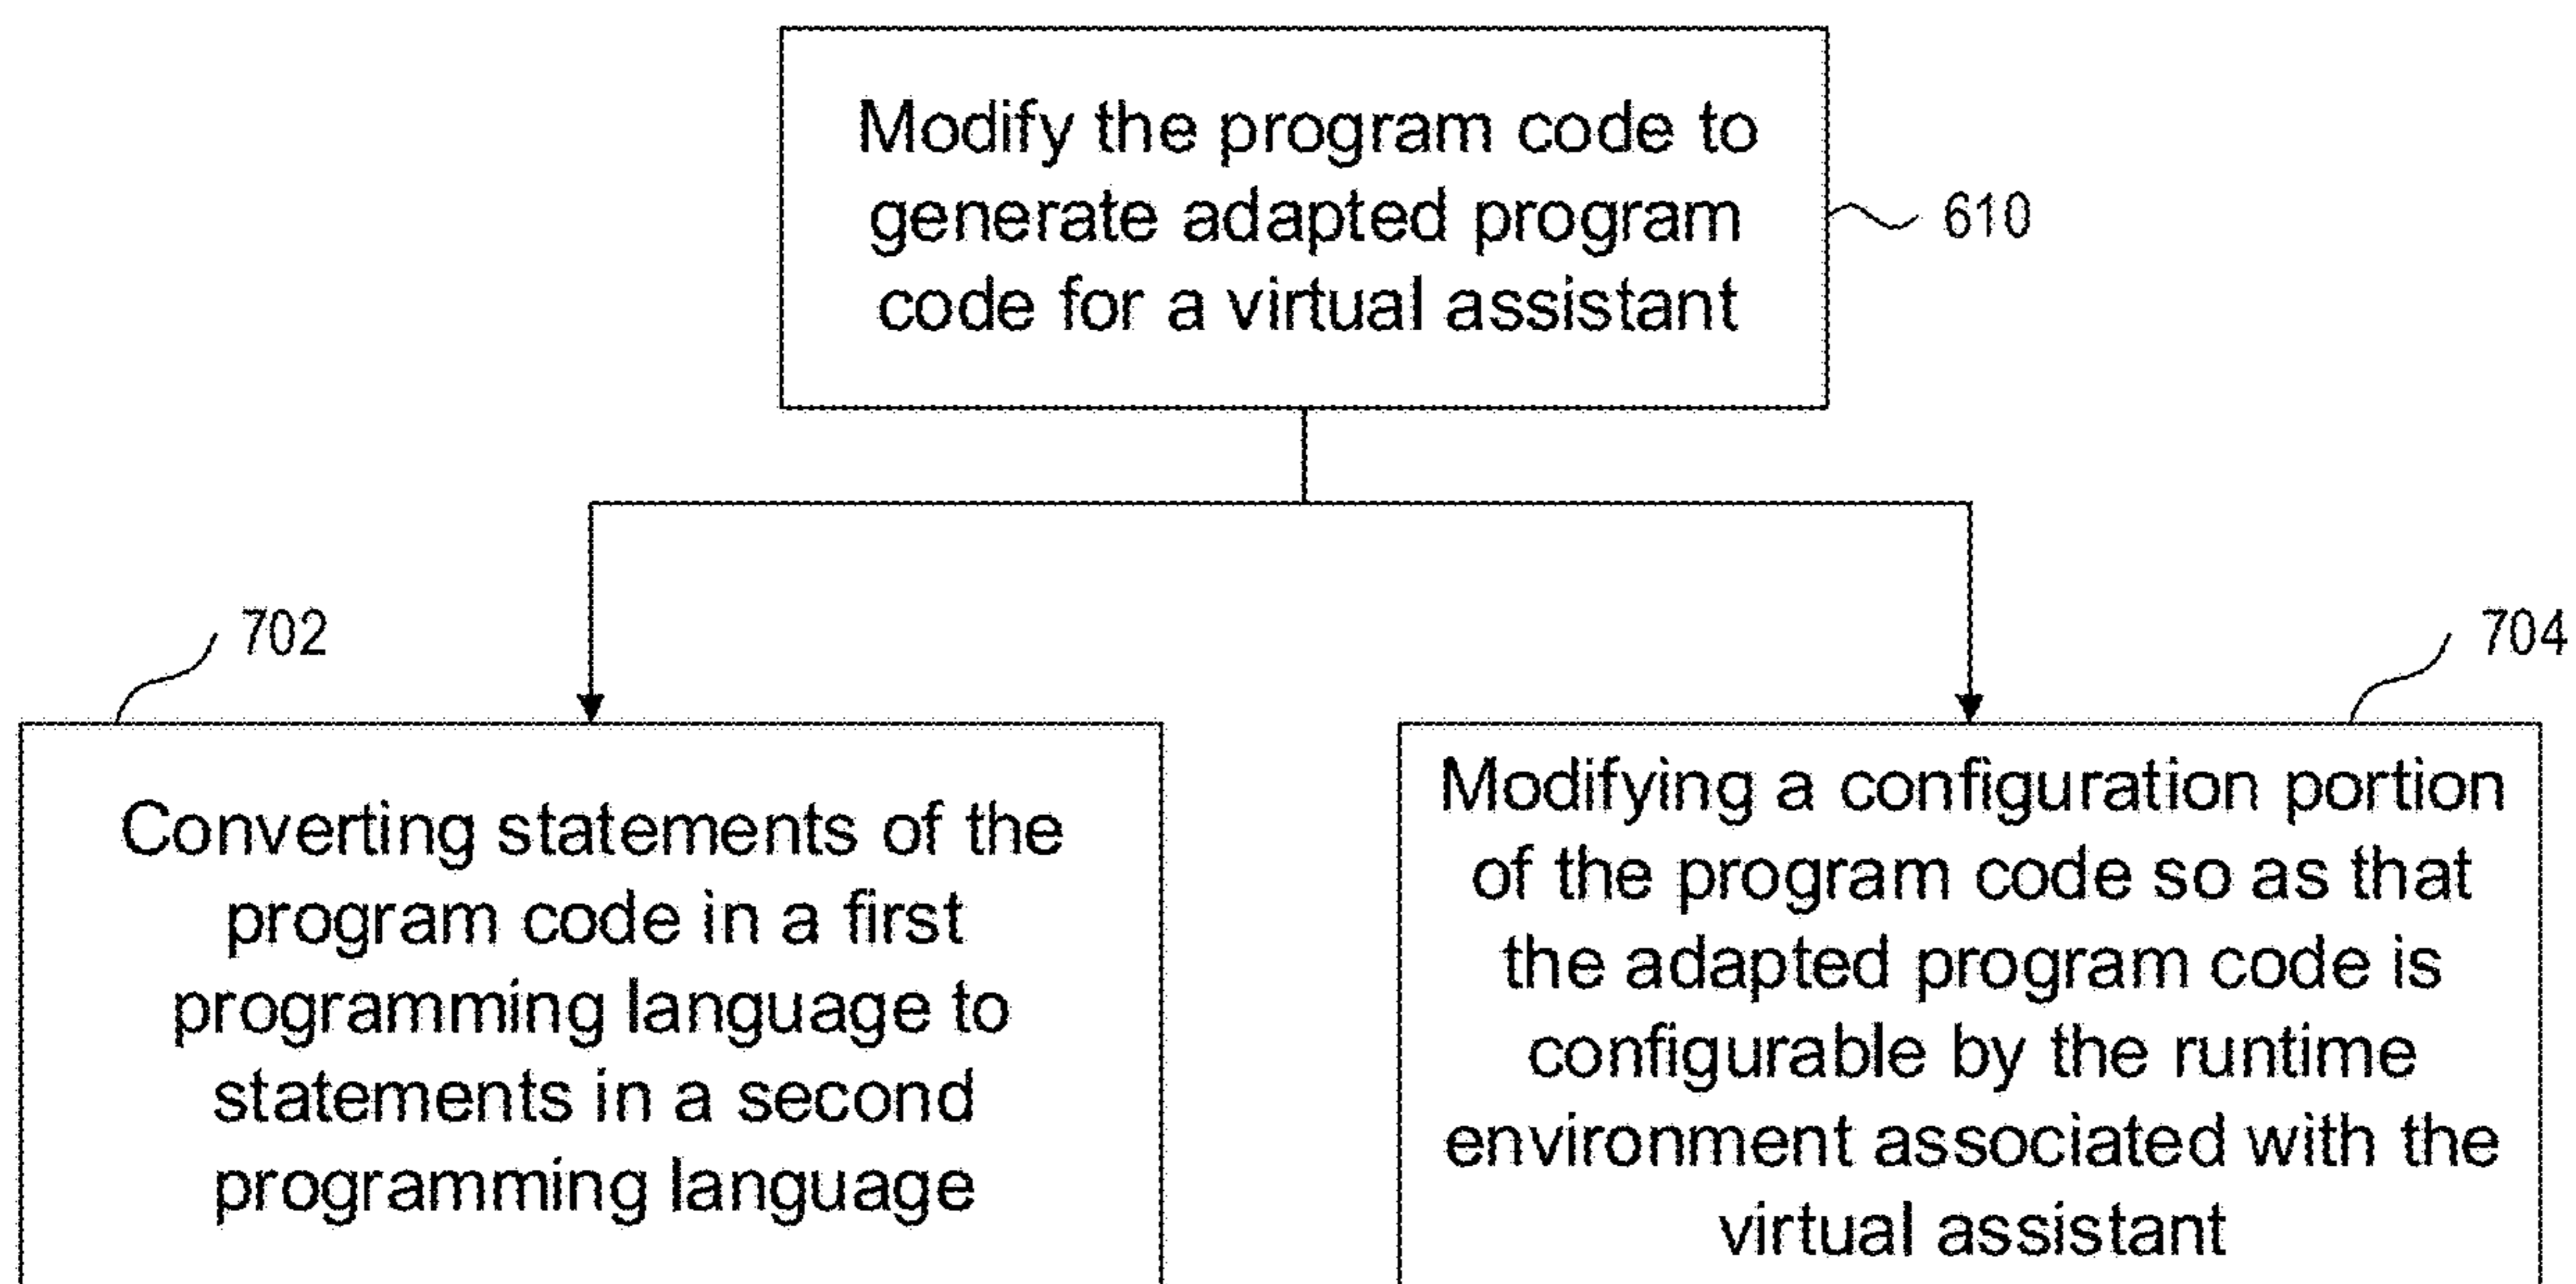 Modify the program code to
generate adapted program
code for a virtual assistant
610
702
704
Converting statements of the
program code in a first
programming language to
statements in a second
programming language
Modifying a configuration portion
of the program code so as that
the adapted program code is
configurable by the runtime
environment associated with the
virtual assistant